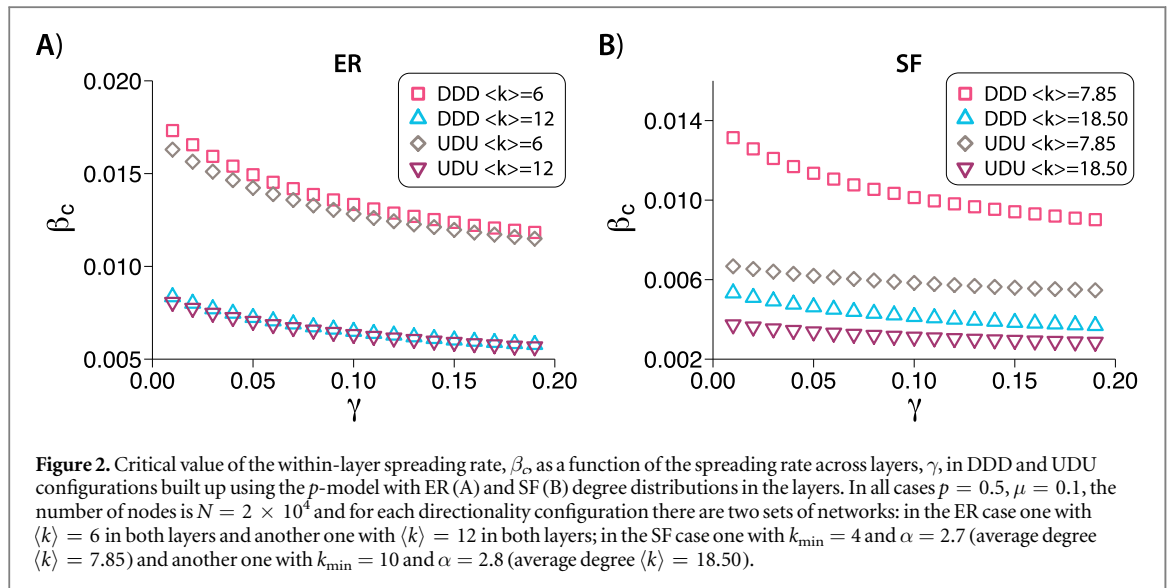 A)
ER
0.020
0.015
0.010
0.005
βc
0.00
0.05
0.10
0.15
0.20
γ
DDD <k>=6
DDD <k>=12
UDU <k>=6
UDU <k>=12
B)
SF
0.014
0.010
0.006
0.002
βc
0.00
0.05
0.10
0.15
0.20
γ
DDD <k>=7.85
DDD <k>=18.50
UDU <k>=7.85
UDU <k>=18.50
Figure 2. Critical value of the within-layer spreading rate, βc, as a function of the spreading rate across layers, γ, in DDD and UDU
configurations built up using the p-model with ER (A) and SF (B) degree distributions in the layers. In all cases p = 0.5, μ = 0.1, the
number of nodes is N = 2 × 10⁴ and for each directionality configuration there are two sets of networks: in the ER case one with
⟨k⟩ = 6 in both layers and another one with ⟨k⟩ = 12 in both layers; in the SF case one with kmin = 4 and α = 2.7 (average degree
⟨k⟩ = 7.85) and another one with kmin = 10 and α = 2.8 (average degree ⟨k⟩ = 18.50).